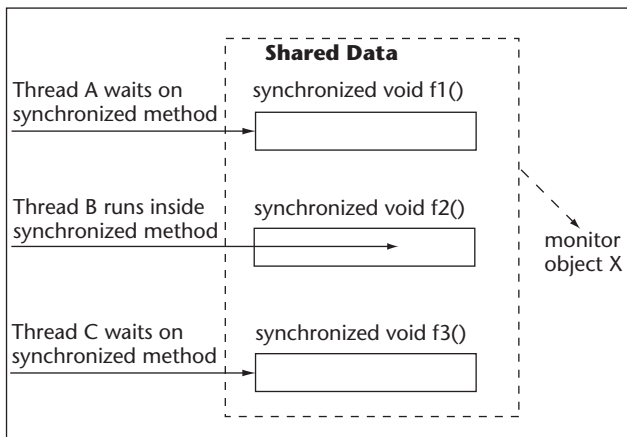 Shared Data
Thread A waits on
synchronized method
synchronized void f1()
Thread B runs inside
synchronized method
synchronized void f2()
monitor
object X
Thread C waits on
synchronized method
synchronized void f3()